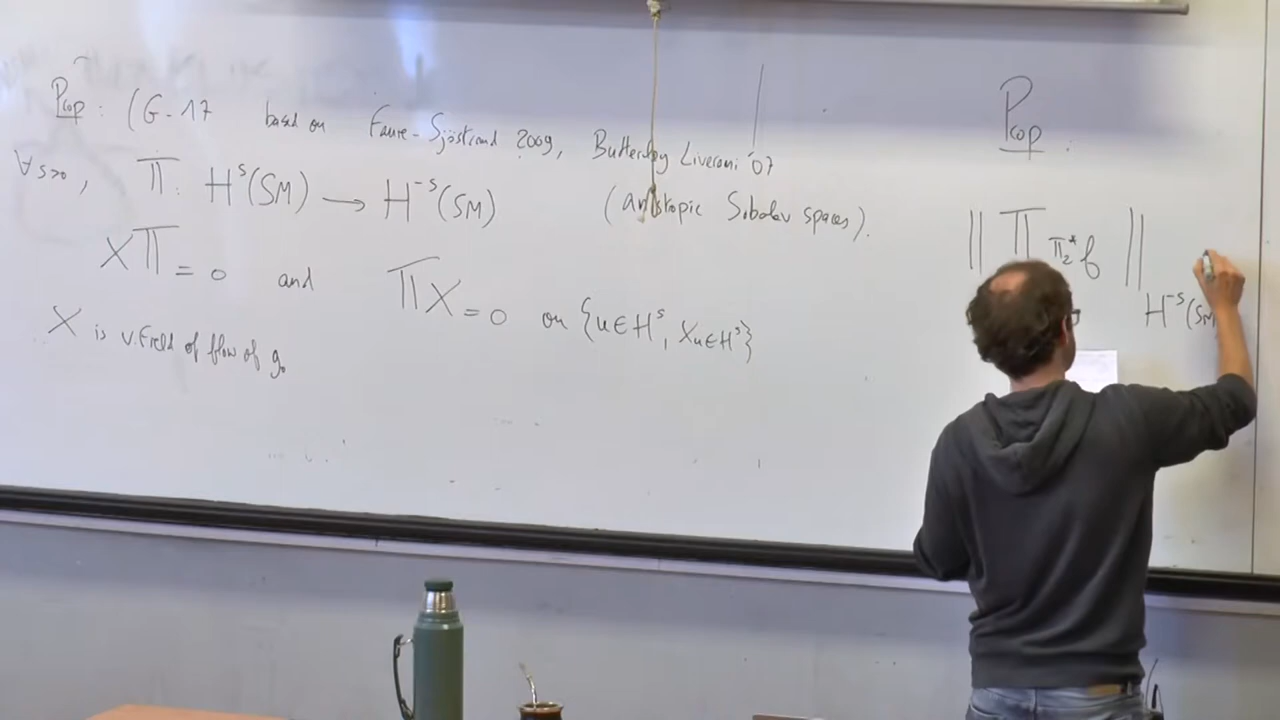 Prop : (G-17 based on Faure-Sjöstrand 2009, Butterley Liverani '07
∀s>0, Π: H^s(SM) → H^-s(SM) (anistropic Sobolev spaces).
XΠ = 0 and ΠX = 0 on {u∈H^s, Xu∈H^s}
X is v.field of flow of g₀
Prop :
‖ Π π₂* f ‖ H^-s(SM